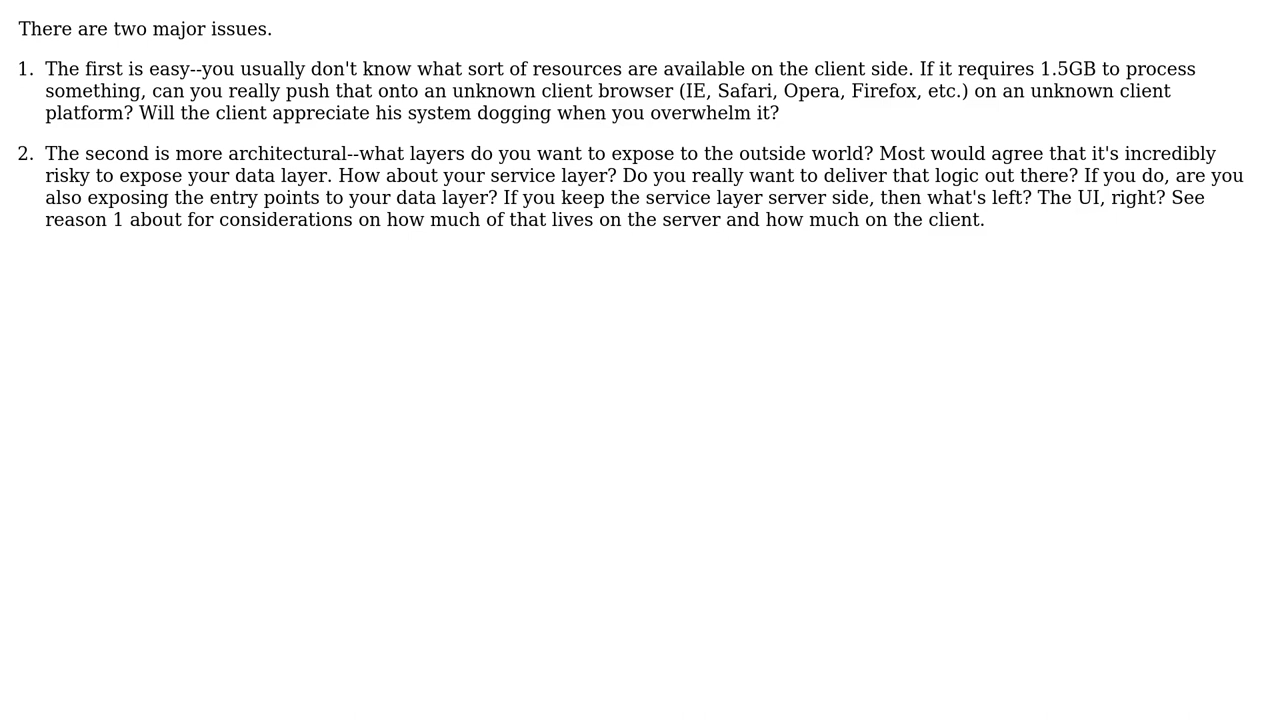 There are two major issues.
1. The first is easy--you usually don't know what sort of resources are available on the client side. If it requires 1.5GB to process
something, can you really push that onto an unknown client browser (IE, Safari, Opera, Firefox, etc.) on an unknown client
platform? Will the client appreciate his system dogging when you overwhelm it?
2. The second is more architectural--what layers do you want to expose to the outside world? Most would agree that it's incredibly
risky to expose your data layer. How about your service layer? Do you really want to deliver that logic out there? If you do, are you
also exposing the entry points to your data layer? If you keep the service layer server side, then what's left? The UI, right? See
reason 1 about for considerations on how much of that lives on the server and how much on the client.